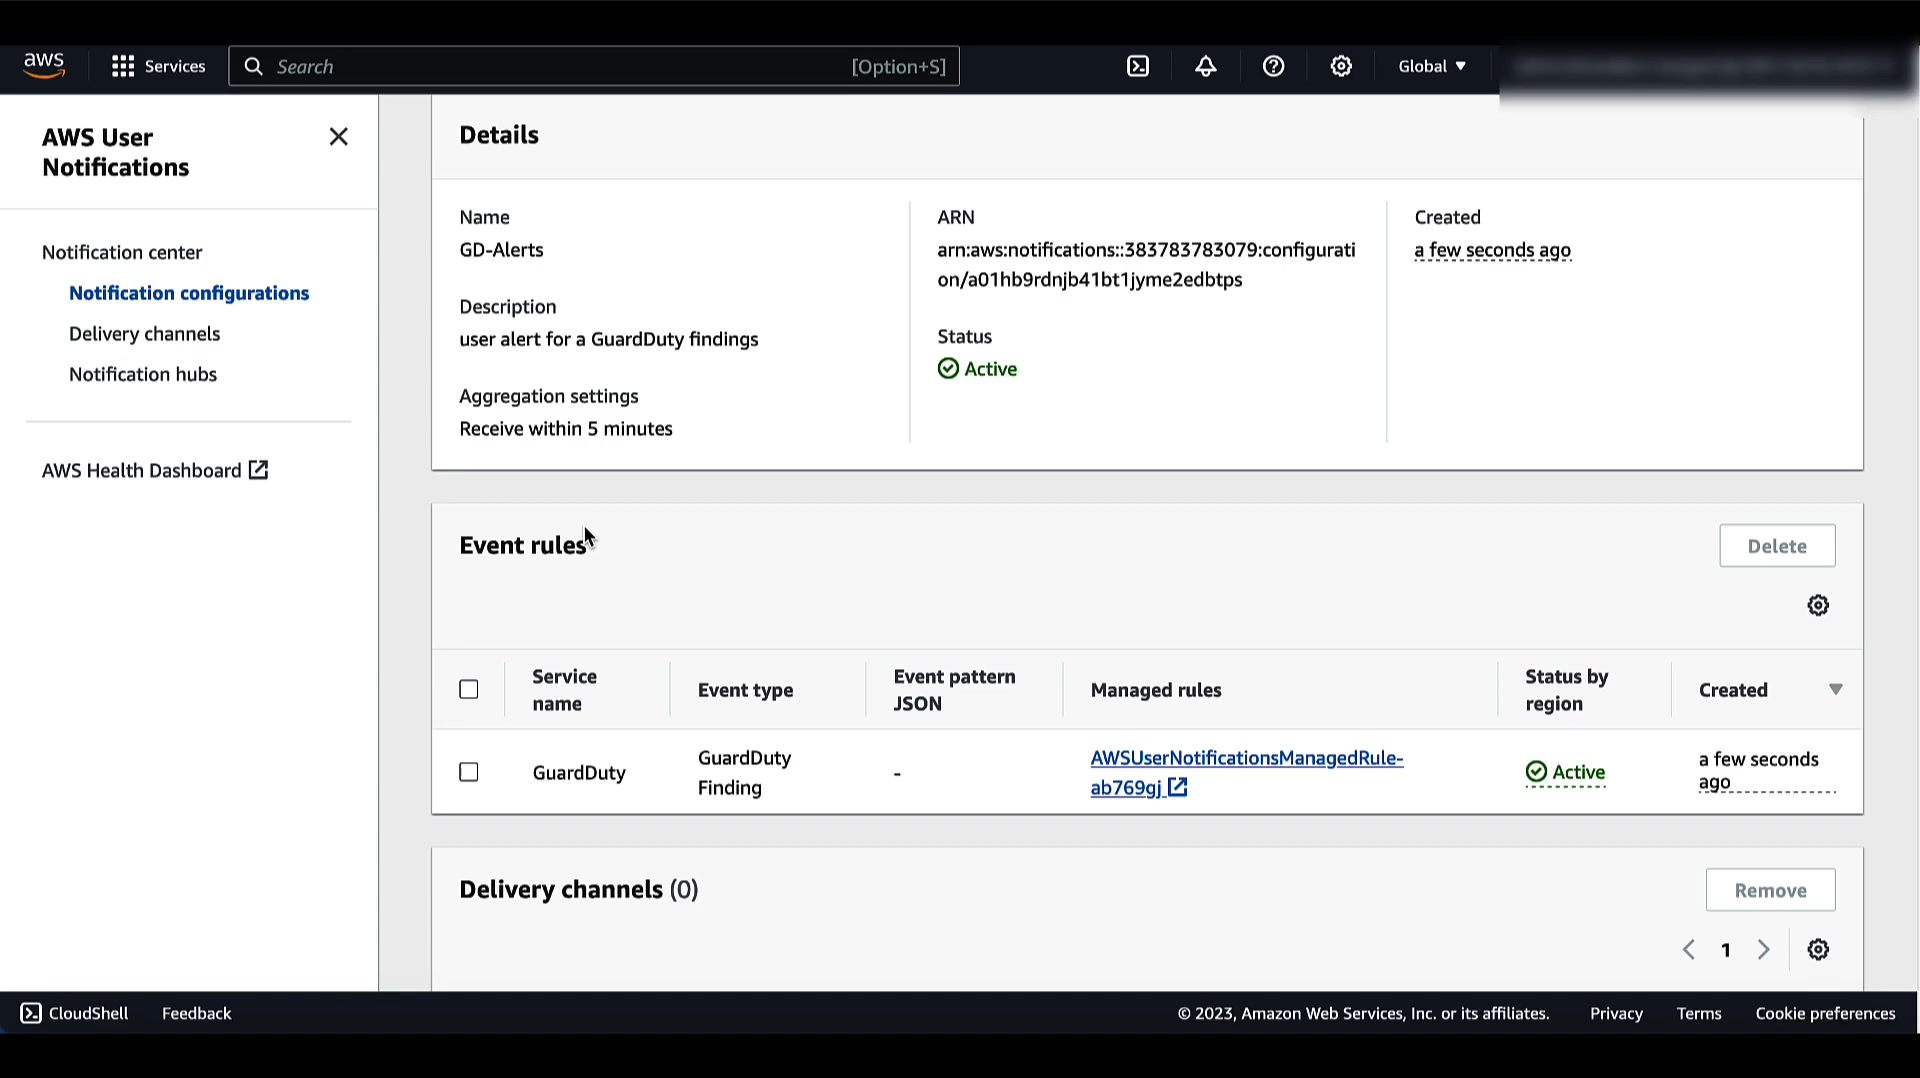 aws
Services
Search
[Option+S]
Global ▼
AWS User
Notifications
Notification center
Notification configurations
Delivery channels
Notification hubs
AWS Health Dashboard
Details
Name
GD-Alerts
Description
user alert for a GuardDuty findings
Aggregation settings
Receive within 5 minutes
ARN
arn:aws:notifications::383783783079:configurati
on/a01hb9rdnjb41bt1jyme2edbtps
Status
Active
Created
a few seconds ago
Event rules
Delete
Service
name
Event type
Event pattern
JSON
Managed rules
Status by
region
Created
GuardDuty
GuardDuty
Finding
-
AWSUserNotificationsManagedRule-
ab769gj
Active
a few seconds
ago
Delivery channels (0)
Remove
1
CloudShell
Feedback
© 2023, Amazon Web Services, Inc. or its affiliates.
Privacy
Terms
Cookie preferences